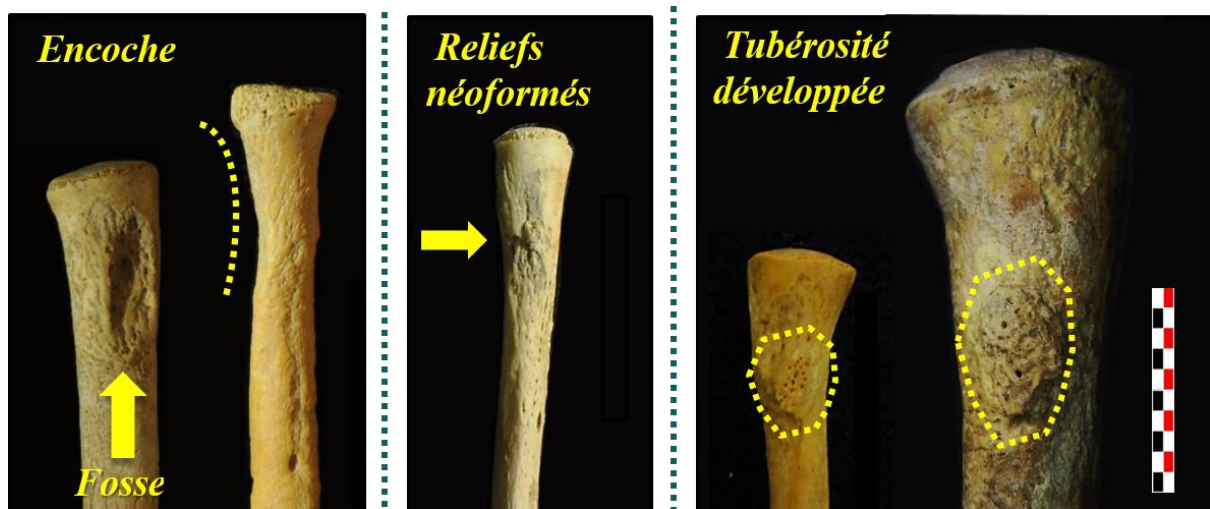 Encoche
Fosse
Reliefs
néoformés
Tubérosité
développée